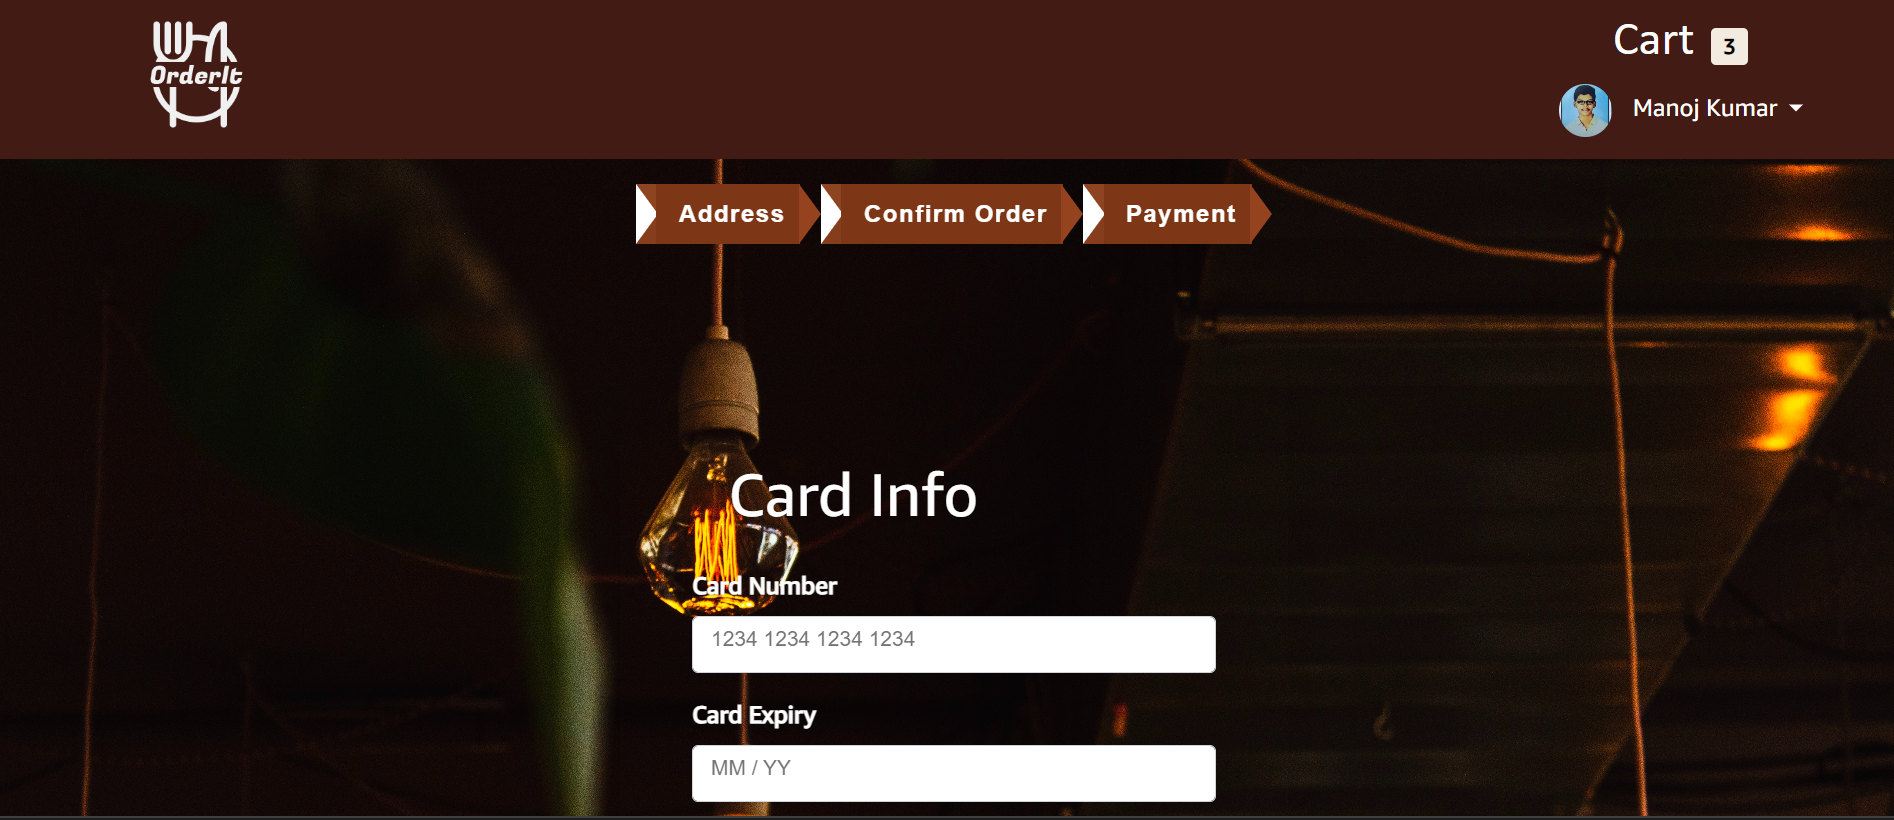 OrderIt
Cart 3
Manoj Kumar
Address Confirm Order Payment
Card Info
Card Number
1234 1234 1234 1234
Card Expiry
MM / YY